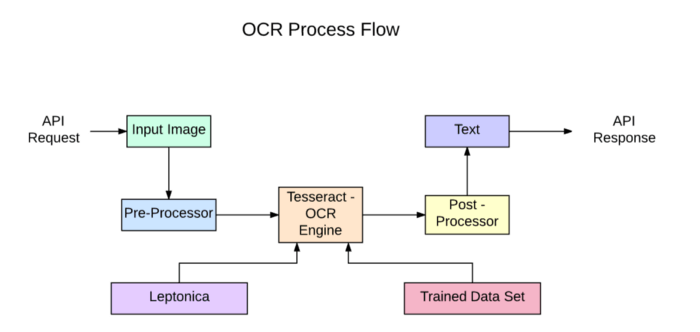 OCR Process Flow
API
Request
Input Image
Text
API
Response
Pre-Processor
Tesseract -
OCR
Engine
Post -
Processor
Leptonica
Trained Data Set